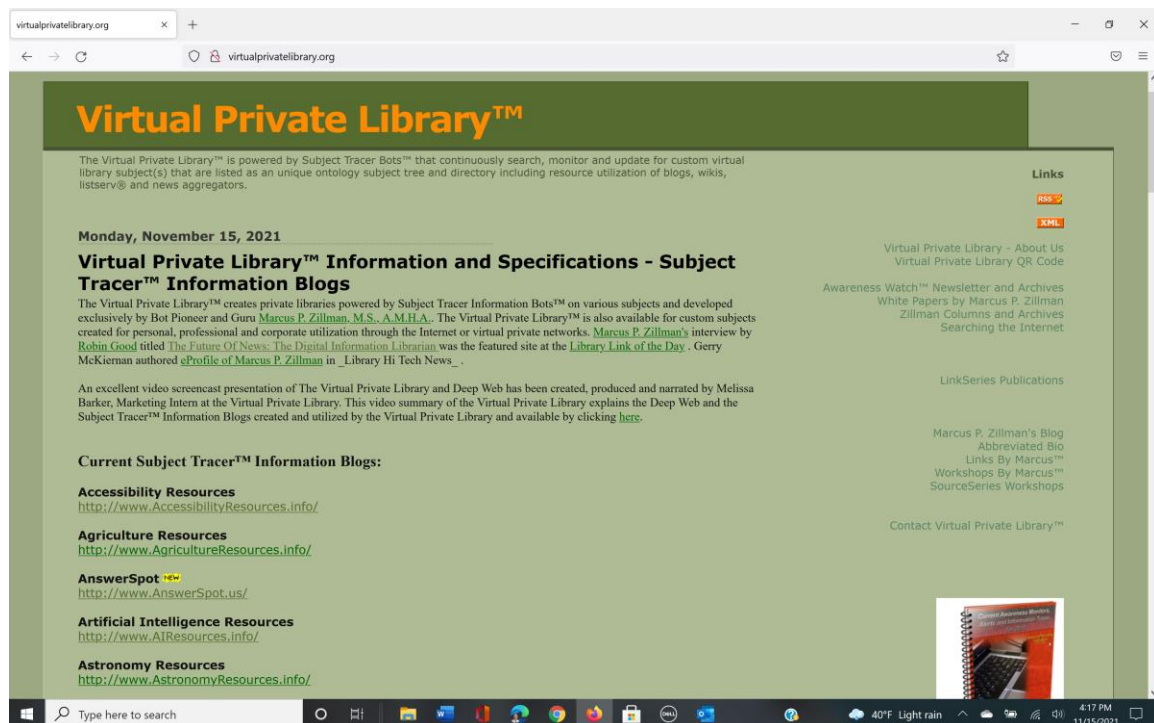 virtualprivatelibrary.org
virtualprivatelibrary.org
Virtual Private Library™
The Virtual Private Library™ is powered by Subject Tracer Bots™ that continuously search, monitor and update for custom virtual
library subject(s) that are listed as an unique ontology subject tree and directory including resource utilization of blogs, wikis,
listserv® and news aggregators.
Monday, November 15, 2021
Virtual Private Library™ Information and Specifications - Subject
Tracer™ Information Blogs
The Virtual Private Library™ creates private libraries powered by Subject Tracer Information Bots™ on various subjects and developed
exclusively by Bot Pioneer and Guru Marcus P. Zillman, M.S., A.M.H.A.. The Virtual Private Library™ is also available for custom subjects
created for personal, professional and corporate utilization through the Internet or virtual private networks. Marcus P. Zillman's interview by
Robin Good titled The Future Of News: The Digital Information Librarian was the featured site at the Library Link of the Day . Gerry
McKiernan authored eProfile of Marcus P. Zillman in _Library Hi Tech News_ .
An excellent video screencast presentation of The Virtual Private Library and Deep Web has been created, produced and narrated by Melissa
Barker, Marketing Intern at the Virtual Private Library. This video summary of the Virtual Private Library explains the Deep Web and the
Subject Tracer™ Information Blogs created and utilized by the Virtual Private Library and available by clicking here.
Current Subject Tracer™ Information Blogs:
Accessibility Resources
http://www.AccessibilityResources.info/
Agriculture Resources
http://www.AgricultureResources.info/
AnswerSpot NEW
http://www.AnswerSpot.us/
Artificial Intelligence Resources
http://www.AIResources.info/
Astronomy Resources
http://www.AstronomyResources.info/
Links
RSS
XML
Virtual Private Library - About Us
Virtual Private Library QR Code
Awareness Watch™ Newsletter and Archives
White Papers by Marcus P. Zillman
Zillman Columns and Archives
Searching the Internet
LinkSeries Publications
Marcus P. Zillman's Blog
Abbreviated Bio
Links By Marcus™
Workshops By Marcus™
SourceSeries Workshops
Contact Virtual Private Library™
Current Awareness Monitors,
Alerts and Information Tools
Type here to search
DELL
40°F Light rain
4:17 PM
11/15/2021